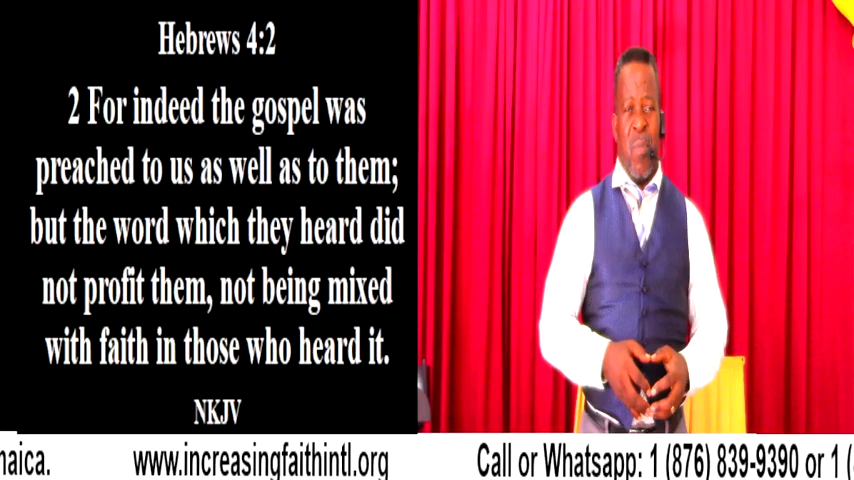 Hebrews 4:2
2 For indeed the gospel was
preached to us as well as to them;
but the word which they heard did
not profit them, not being mixed
with faith in those who heard it.
NKJV
www.increasingfaithintl.org Call or Whatsapp: 1 (876) 839-9390 or 1